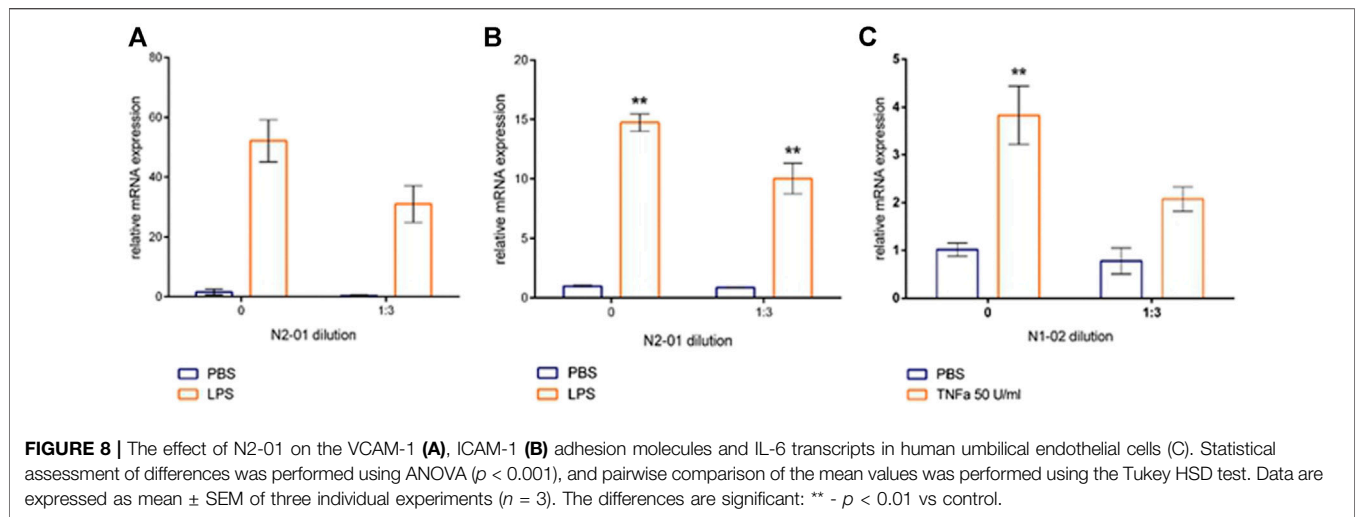 A
80
60
40
20
0
relative mRNA expression
0
1:3
N2-01 dilution
PBS
LPS
B
20
15
10
5
0
relative mRNA expression
**
**
0
1:3
N2-01 dilution
PBS
LPS
C
5
4
3
2
1
0
relative mRNA expression
**
0
1:3
N1-02 dilution
PBS
TNFa 50 U/ml
FIGURE 8 | The effect of N2-01 on the VCAM-1 (A), ICAM-1 (B) adhesion molecules and IL-6 transcripts in human umbilical endothelial cells (C). Statistical
assessment of differences was performed using ANOVA (p < 0.001), and pairwise comparison of the mean values was performed using the Tukey HSD test. Data are
expressed as mean ± SEM of three individual experiments (n = 3). The differences are significant: ** - p < 0.01 vs control.